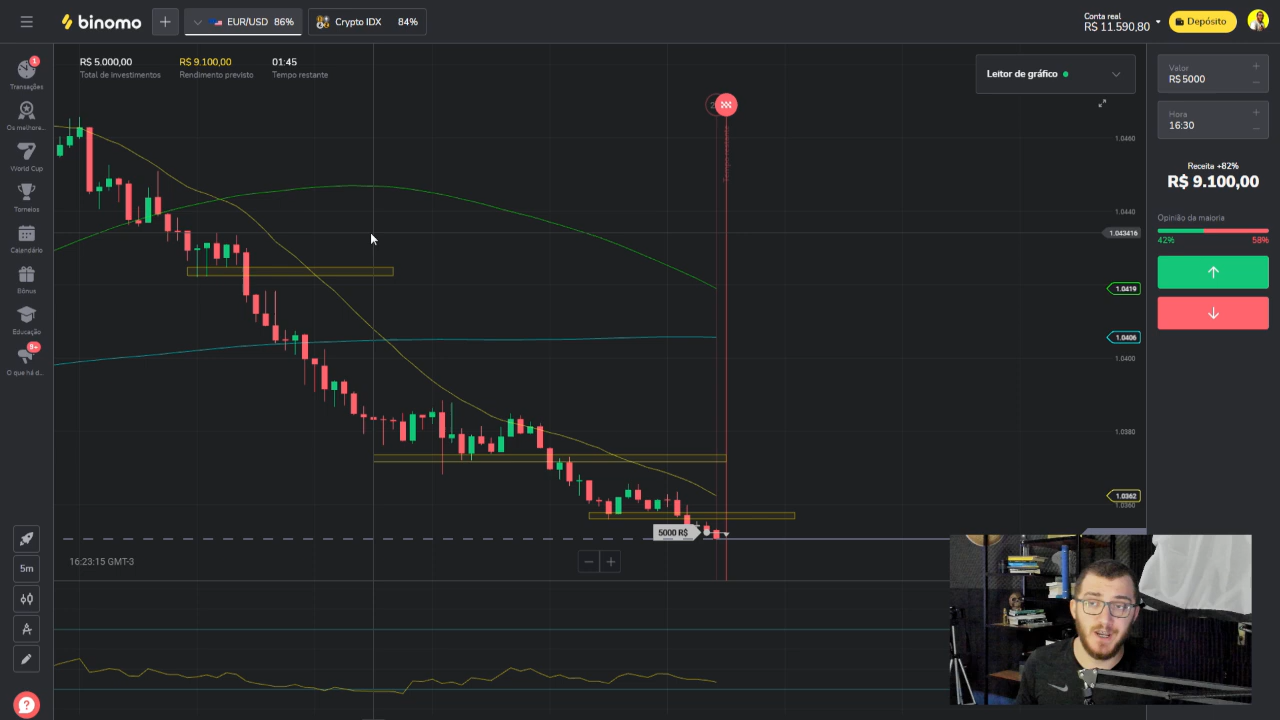 binomo
+
EUR/USD 86%
Crypto IDX 84%
Conta real
R$ 11.590,80
Depósito
1
Transações
Os melhore...
World Cup
Torneios
Calendário
Bônus
Educação
9+
O que há d...
5m
?
R$ 5.000,00
Total de investimentos
R$ 9.100,00
Rendimento previsto
01:45
Tempo restante
Leitor de gráfico
1.0460
1.0440
1.043416
1.0419
1.0406
1.0400
1.0380
1.0362
1.0360
5000 R$
16:23:15 GMT-3
− +
Valor
R$ 5000
+
−
Hora
16:30
+
−
Receita +82%
R$ 9.100,00
Opinião da maioria
42% 58%